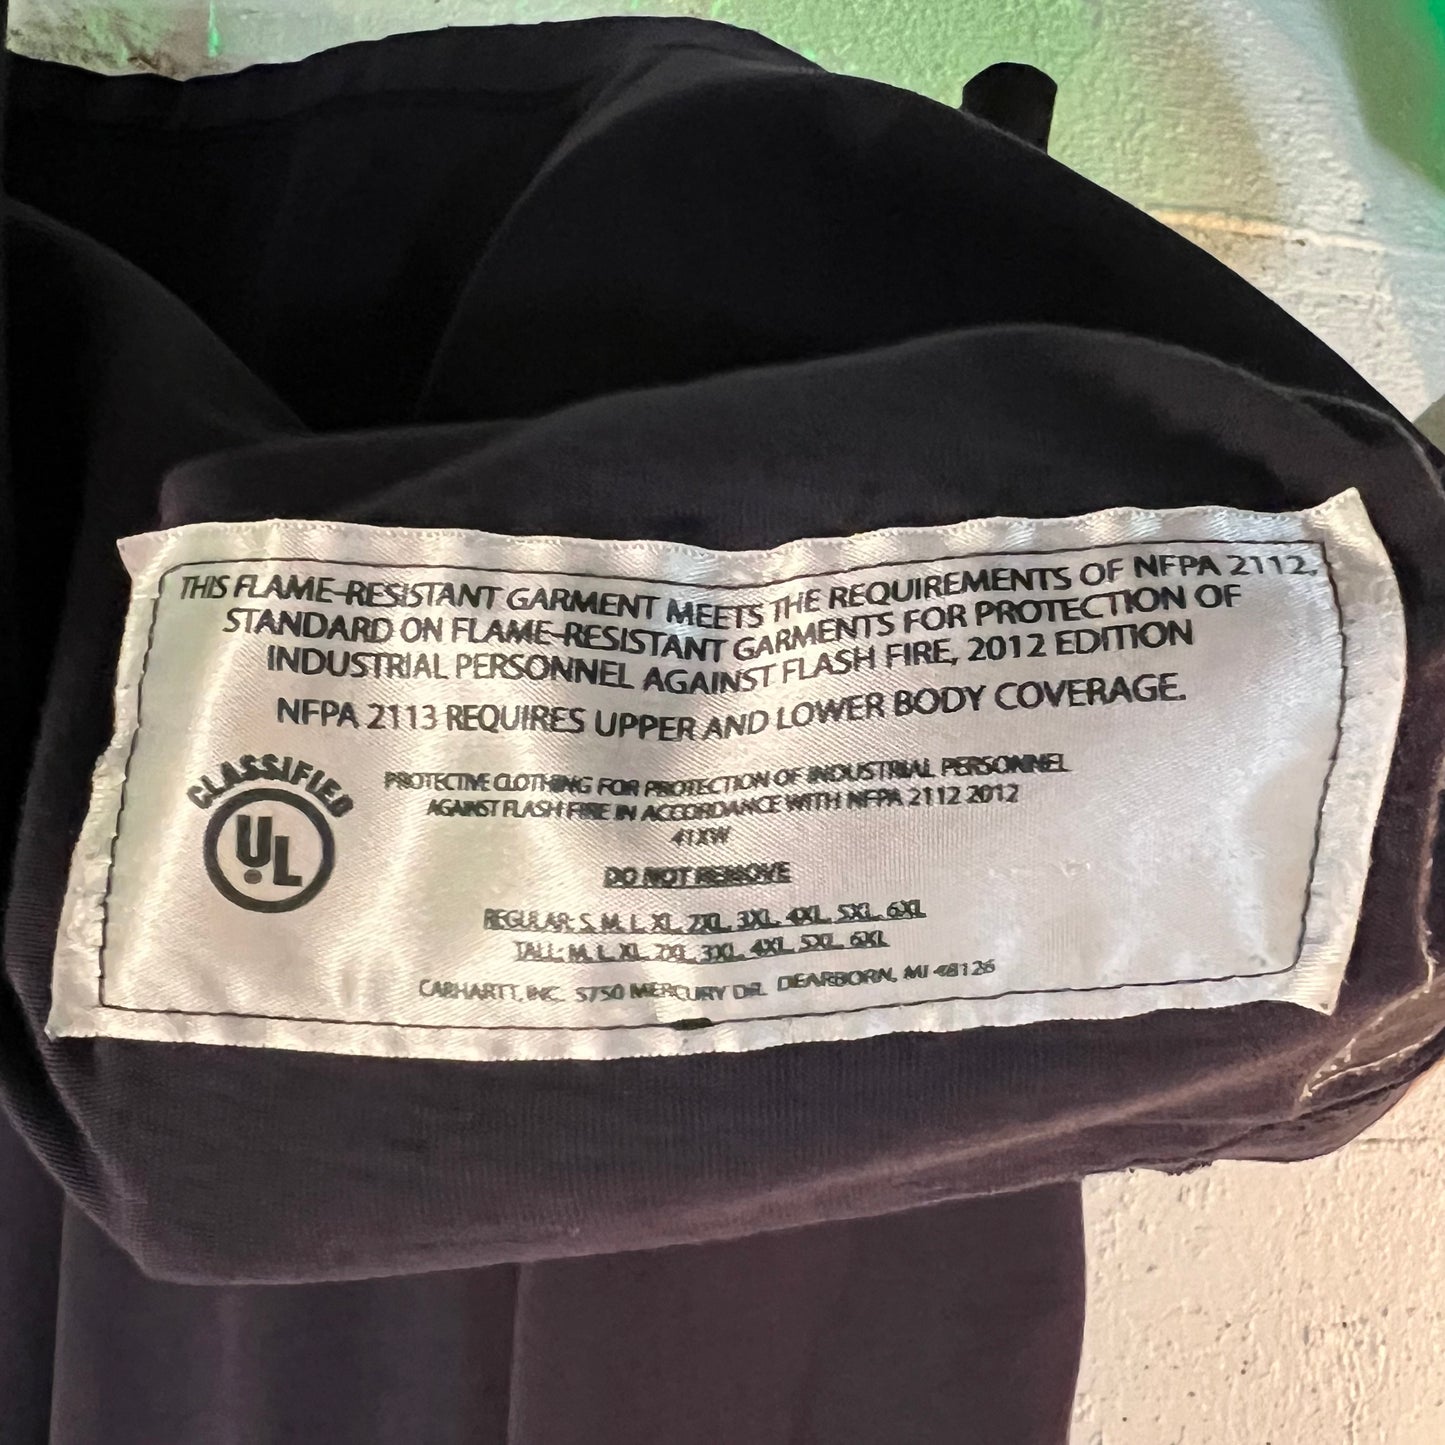 THIS FLAME-RESISTANT GARMENT MEETS THE REQUIREMENTS OF NFPA 2112,
STANDARD ON FLAME-RESISTANT GARMENTS FOR PROTECTION OF
INDUSTRIAL PERSONNEL AGAINST FLASH FIRE, 2012 EDITION
NFPA 2113 REQUIRES UPPER AND LOWER BODY COVERAGE.
CLASSIFIED
UL
PROTECTIVE CLOTHING FOR PROTECTION OF INDUSTRIAL PERSONNEL
AGAINST FLASH FIRE IN ACCORDANCE WITH NFPA 2112 2012
41XW
DO NOT REMOVE
REGULAR: S, M, L, XL, 2XL, 3XL, 4XL, 5XL, 6XL
TALL: M, L, XL, 2XL, 3XL, 4XL, 5XL, 6XL
CARHARTT, INC. 5750 MERCURY DR. DEARBORN, MI 48126